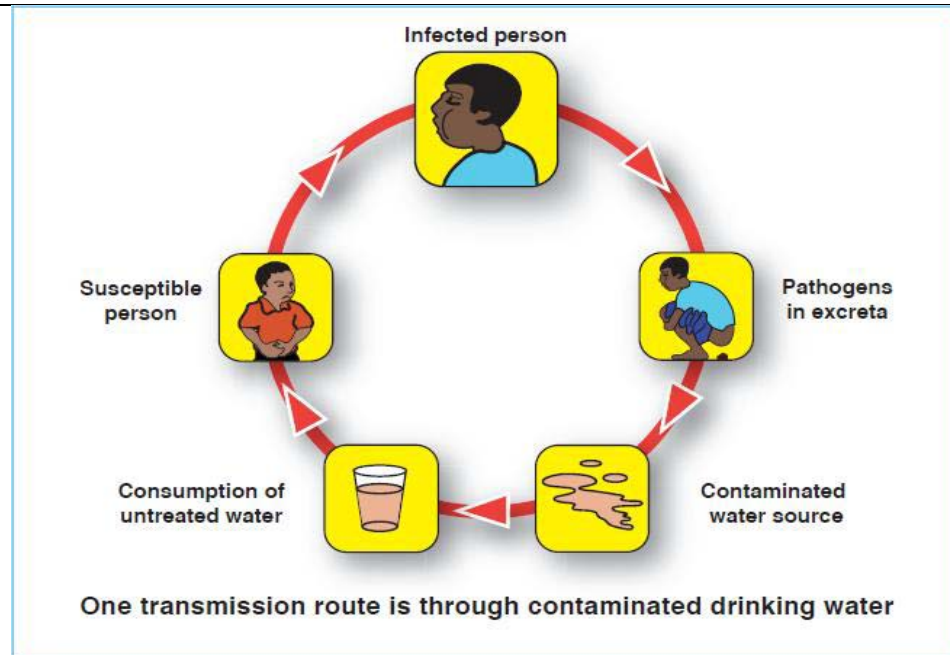 Infected person
Pathogens
in excreta
Contaminated
water source
Consumption of
untreated water
Susceptible
person
One transmission route is through contaminated drinking water